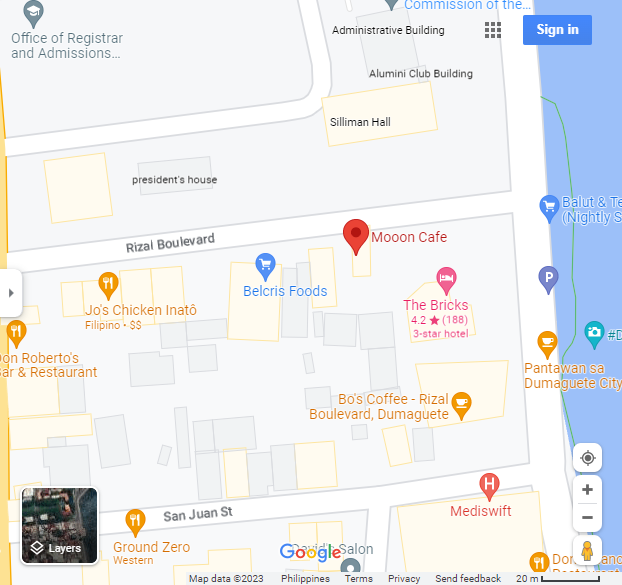 Commission of the...
Office of Registrar
and Admissions...
Administrative Building
Sign in
Alumini Club Building
Silliman Hall
president's house
Balut & Te
(Nightly S
Rizal Boulevard
Mooon Cafe
Belcris Foods
P
Jo's Chicken Inatô
Filipino • $$
The Bricks
4.2 ★ (188)
3-star hotel
#D
on Roberto's
ar & Restaurant
Pantawan sa
Dumaguete City
Bo's Coffee - Rizal
Boulevard, Dumaguete
H
Mediswift
San Juan St
Layers
Ground Zero
Western
Google
David's Salon
Map data ©2023 Philippines Terms Privacy Send feedback 20 m